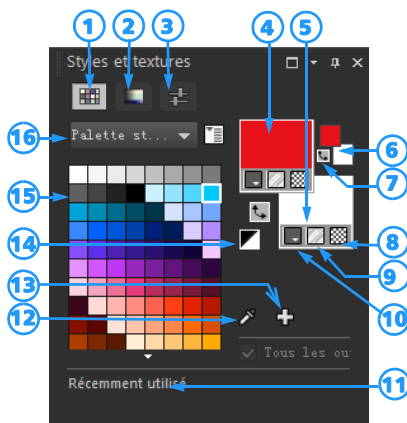 1 2 3 4 5
Styles et textures
16 Palette st...
6
7
15
14
8
9
13
10
12
Tous les ou
Récemment utilisé
11